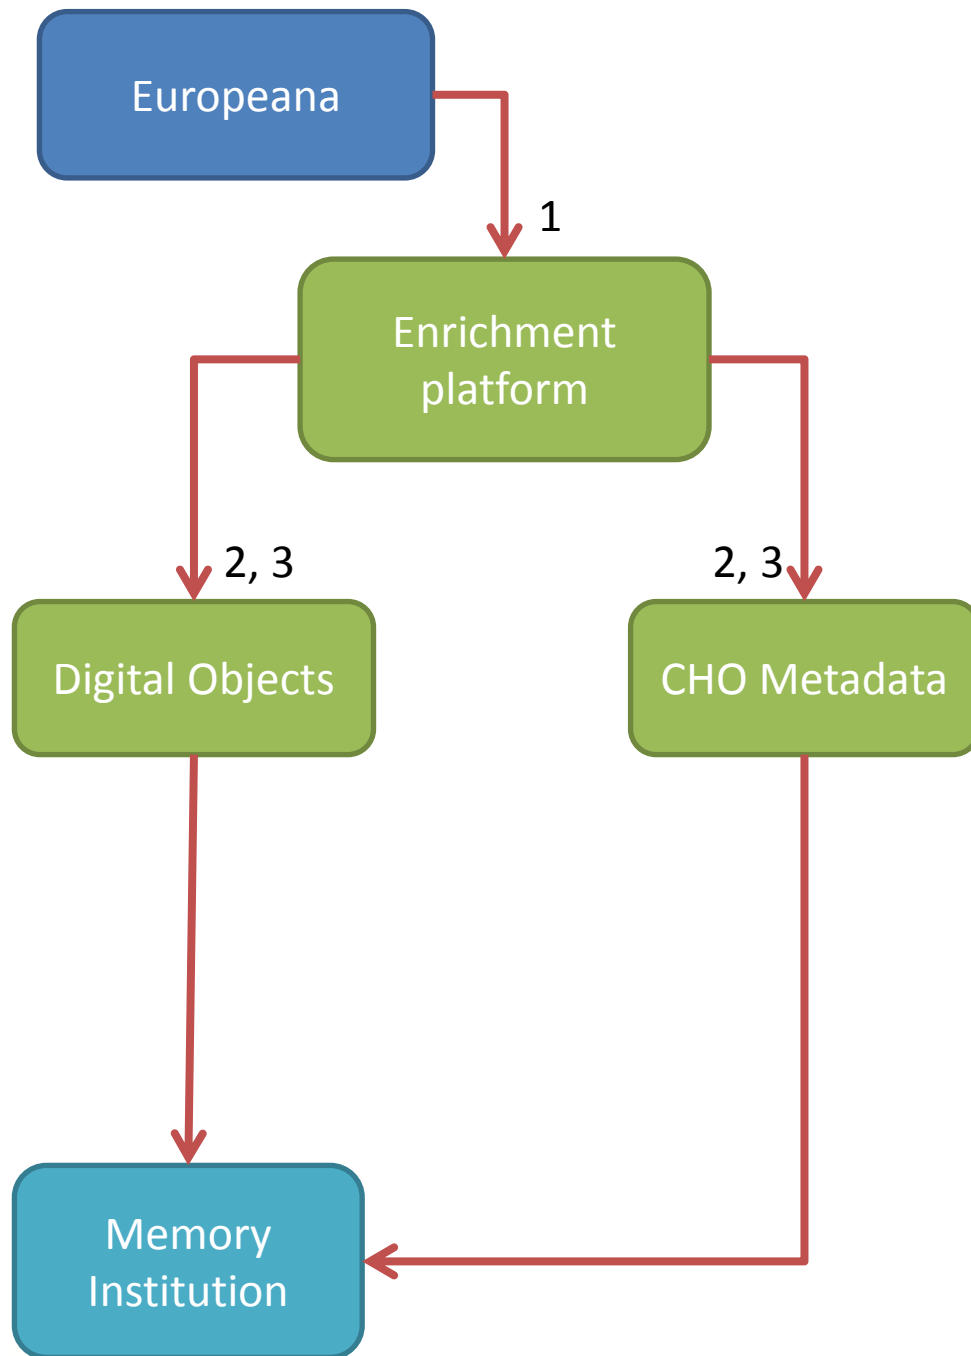 Europeana
1
Enrichment
platform
2, 3
2, 3
Digital Objects
CHO Metadata
Memory
Institution